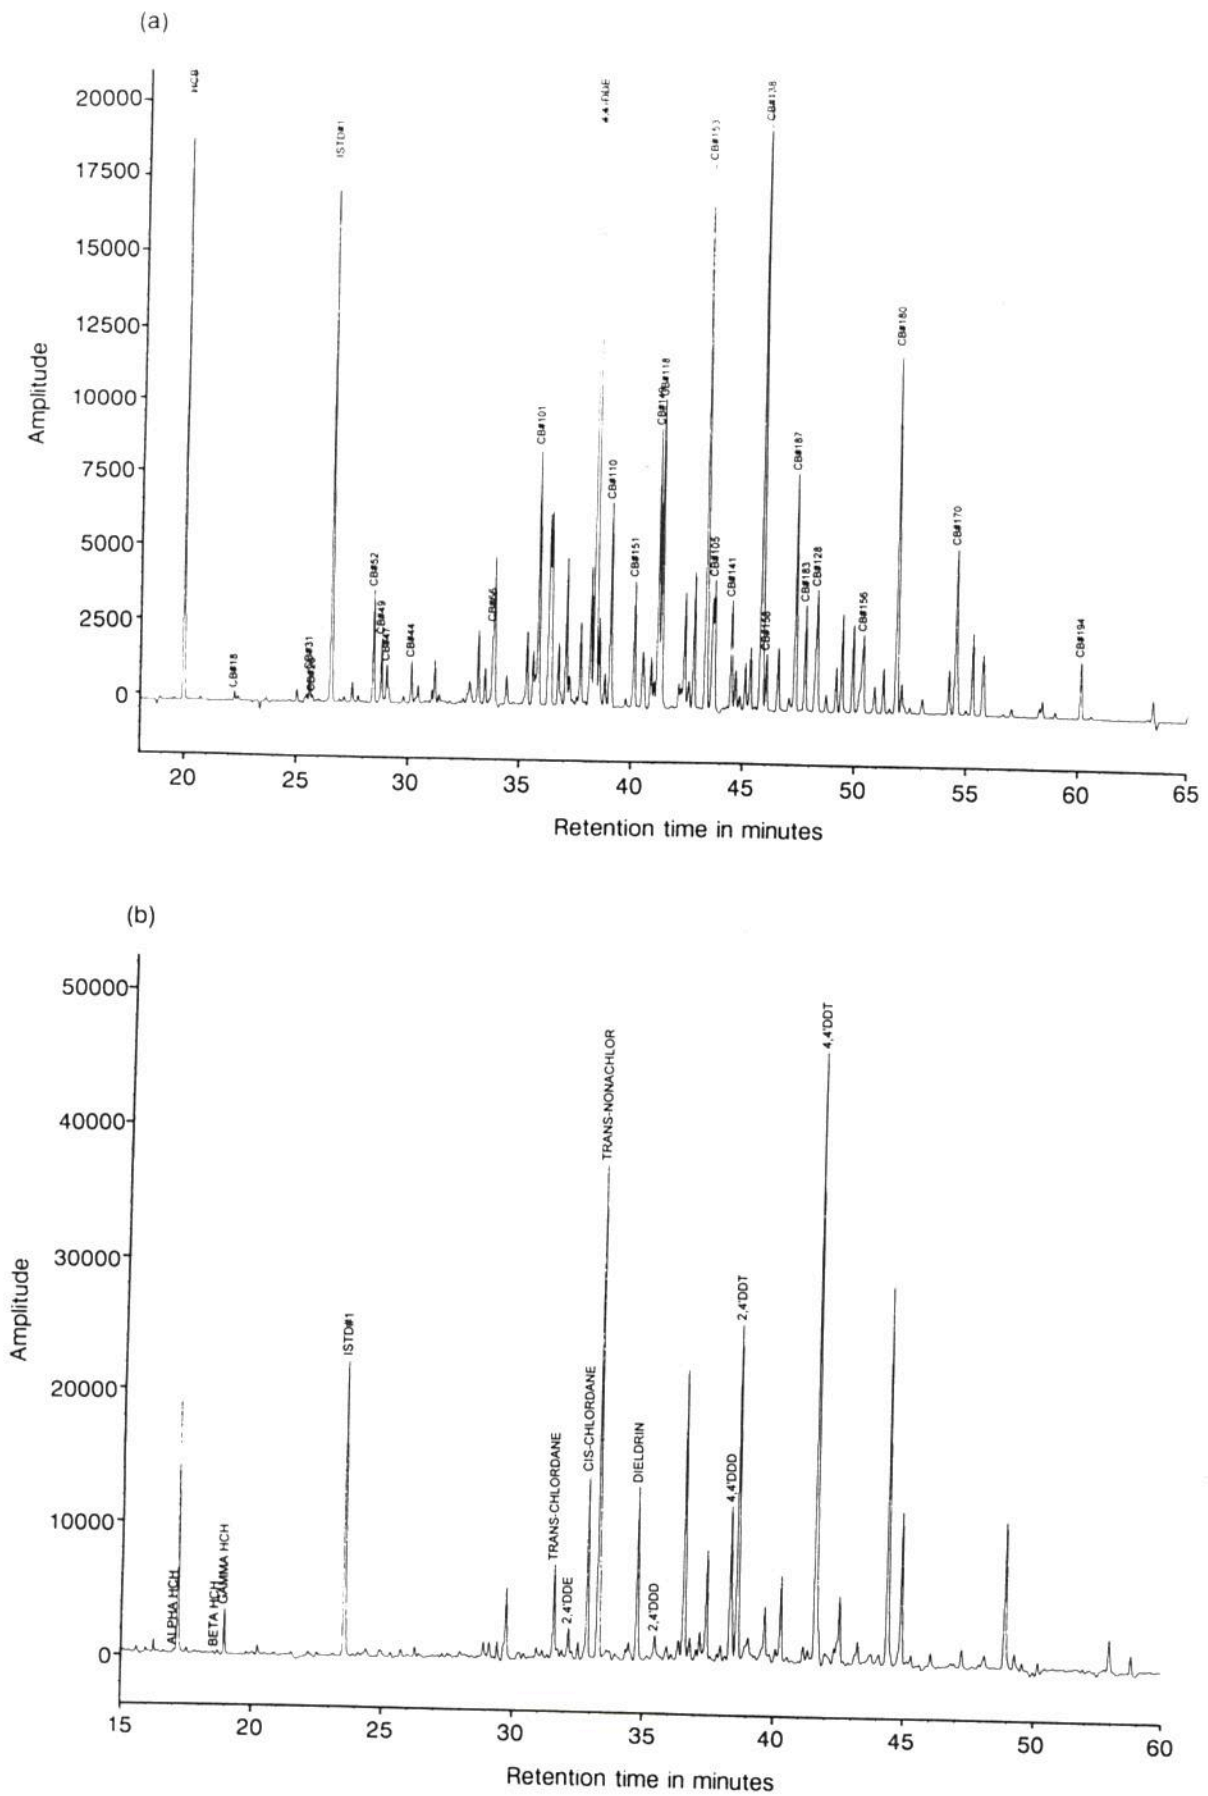 (a)
HCB
ISTD#1
4,4'-DDE
CB#153
CB#138
CB#180
CB#118
CB#101
CB#110
CB#187
CB#151
CB#170
CB#52
CB#105
CB#141
CB#183
CB#128
CB#49
CB#47
CB#44
CB#31
CB#18
CB#158
CB#156
CB#194
20000
17500
15000
12500
10000
7500
5000
2500
0
Amplitude
20 25 30 35 40 45 50 55 60 65
Retention time in minutes
(b)
4,4'DDT
TRANS-NONACHLOR
2,4'DDT
ISTD#1
CIS-CHLORDANE
DIELDRIN
4,4'DDD
TRANS-CHLORDANE
2,4'DDE
2,4'DDD
ALPHA HCH
BETA HCH
GAMMA HCH
50000
40000
30000
20000
10000
0
Amplitude
15 20 25 30 35 40 45 50 60
Retention time in minutes